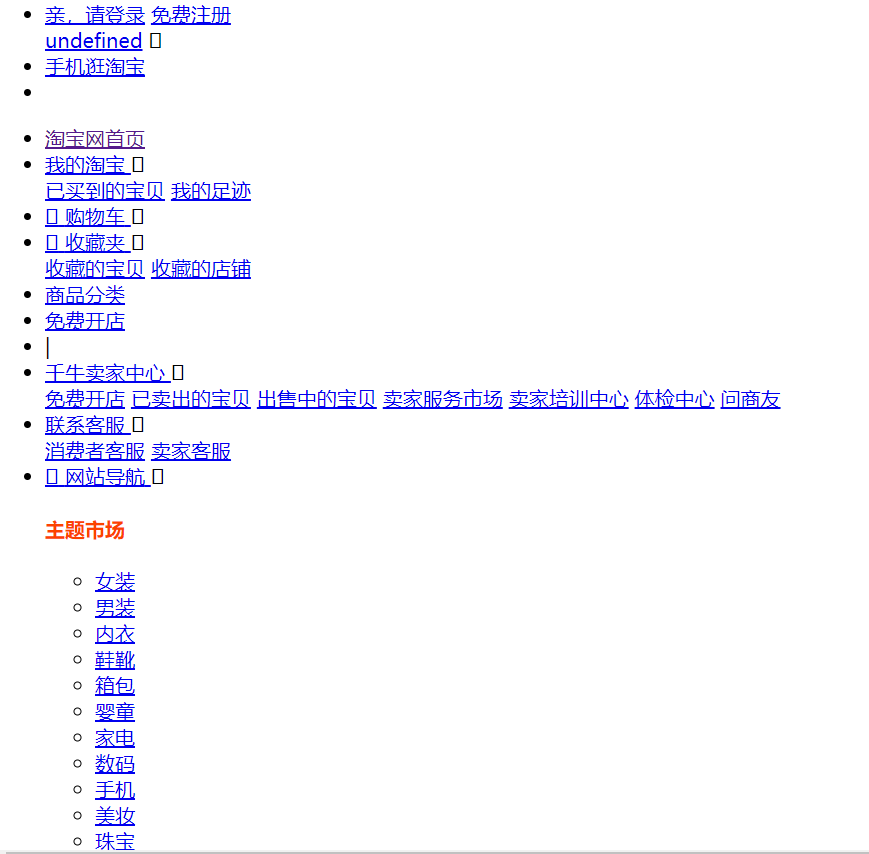 亲，请登录 免费注册
undefined
手机逛淘宝
淘宝网首页
我的淘宝
已买到的宝贝 我的足迹
购物车
收藏夹
收藏的宝贝 收藏的店铺
商品分类
免费开店
|
千牛卖家中心
免费开店 已卖出的宝贝 出售中的宝贝 卖家服务市场 卖家培训中心 体检中心 问商友
联系客服
消费者客服 卖家客服
网站导航
主题市场
女装
男装
内衣
鞋靴
箱包
婴童
家电
数码
手机
美妆
珠宝